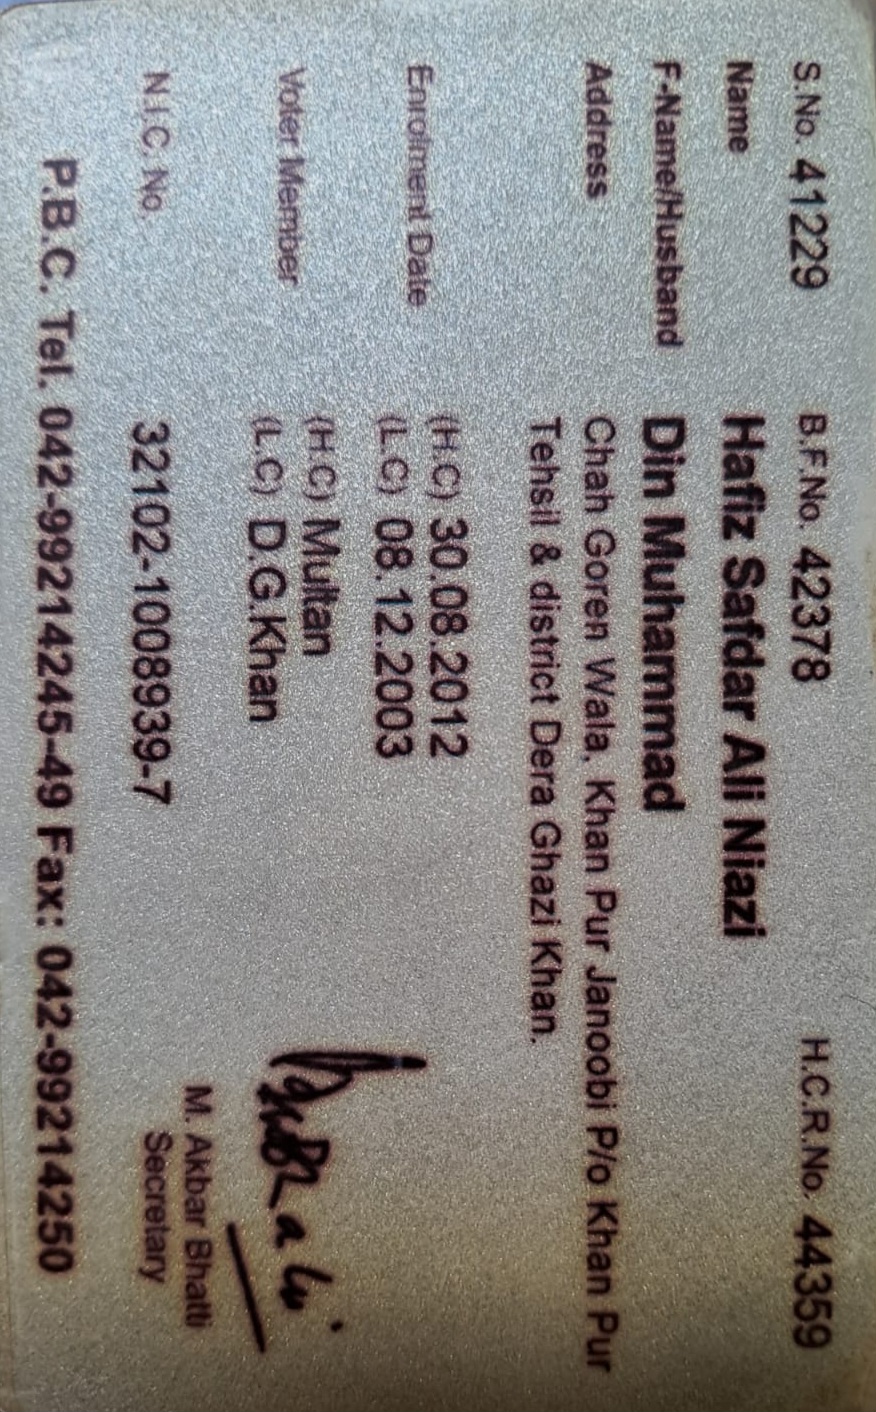 S.No. 41229 B.F.No. 42378 H.C.R.No. 44359
Name Hafiz Safdar Ali Niazi
F-Name/Husband Din Muhammad
Address Chah Goren Wala, Khan Pur Janoobi P/o Khan Pur
Tehsil & district Dera Ghazi Khan.
Enrolment Date (H.C) 30.08.2012
(L.C) 08.12.2003
Voter Member (H.C) Multan
(L.C) D.G.Khan
N.I.C. No. 32102-1008939-7
M. Akbar Bhatti
Secretary
P.B.C. Tel. 042-99214245-49 Fax: 042-99214250